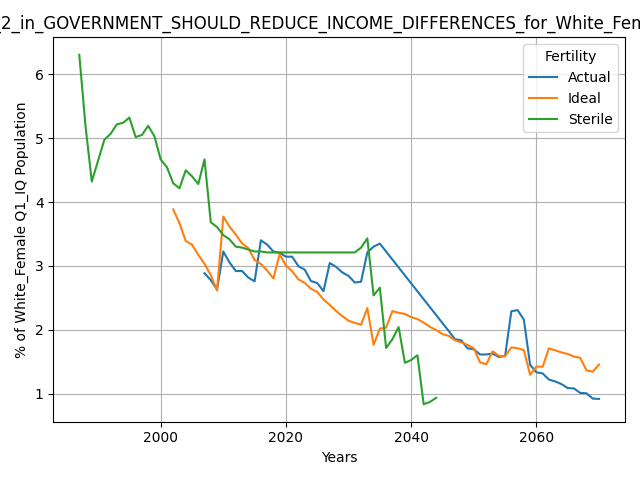 _2_in_GOVERNMENT_SHOULD_REDUCE_INCOME_DIFFERENCES_for_White_Fem
Fertility
Actual
Ideal
Sterile
% of White_Female Q1_IQ Population
6
5
4
3
2
1
2000 2020 2040 2060
Years